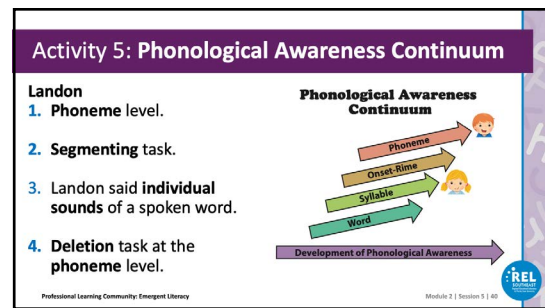 Activity 5: Phonological Awareness Continuum
Landon
1. Phoneme level.
2. Segmenting task.
3. Landon said individual
sounds of a spoken word.
4. Deletion task at the
phoneme level.
Phonological Awareness
Continuum
Phoneme
Onset-Rime
Syllable
Word
Development of Phonological Awareness
Professional Learning Community: Emergent Literacy
Module 2 | Session 5 | 40
REL
SOUTHEAST